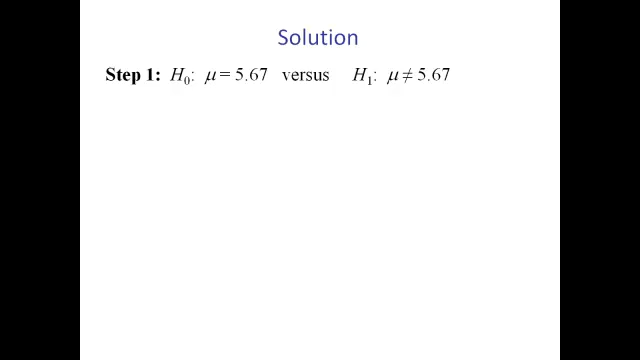 Solution
Step 1: H₀: μ = 5.67 versus H₁: μ ≠ 5.67